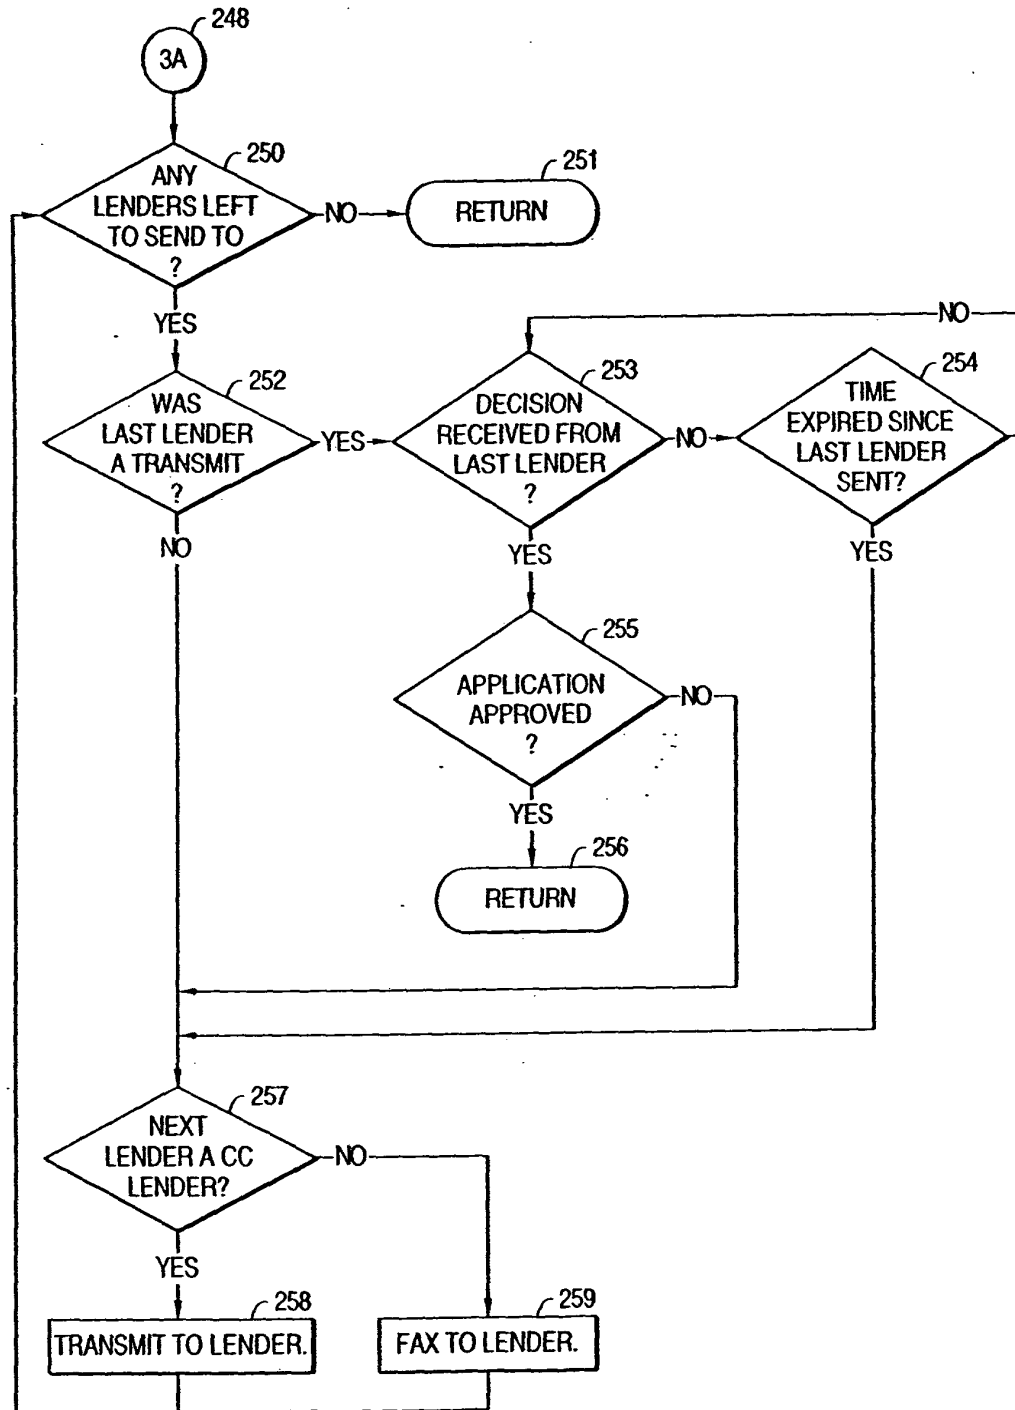 248
3A
250
ANY
LENDERS LEFT
TO SEND TO
?
NO
251
RETURN
YES
NO
252
WAS
LAST LENDER
A TRANSMIT
?
YES
253
DECISION
RECEIVED FROM
LAST LENDER
?
NO
254
TIME
EXPIRED SINCE
LAST LENDER
SENT?
NO
YES
YES
255
APPLICATION
APPROVED
?
NO
YES
256
RETURN
257
NEXT
LENDER A CC
LENDER?
NO
YES
258
TRANSMIT TO LENDER.
259
FAX TO LENDER.